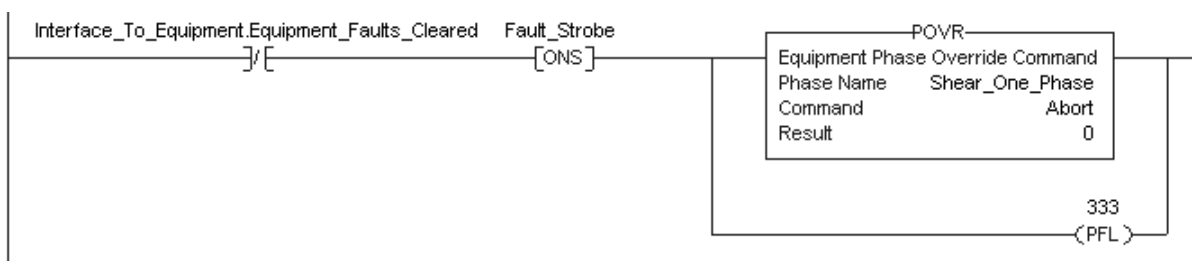 Interface_To_Equipment.Equipment_Faults_Cleared Fault_Strobe
ONS
POVR
Equipment Phase Override Command
Phase Name Shear_One_Phase
Command Abort
Result 0
333
PFL